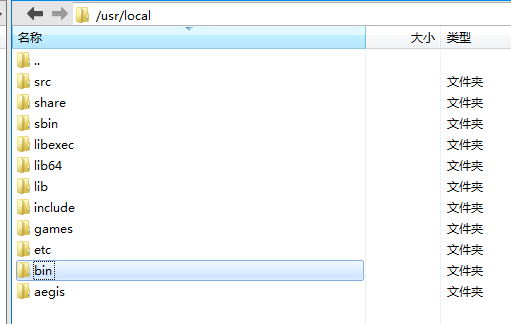 /usr/local
名称 大小 类型
..
src 文件夹
share 文件夹
sbin 文件夹
libexec 文件夹
lib64 文件夹
lib 文件夹
include 文件夹
games 文件夹
etc 文件夹
bin 文件夹
aegis 文件夹